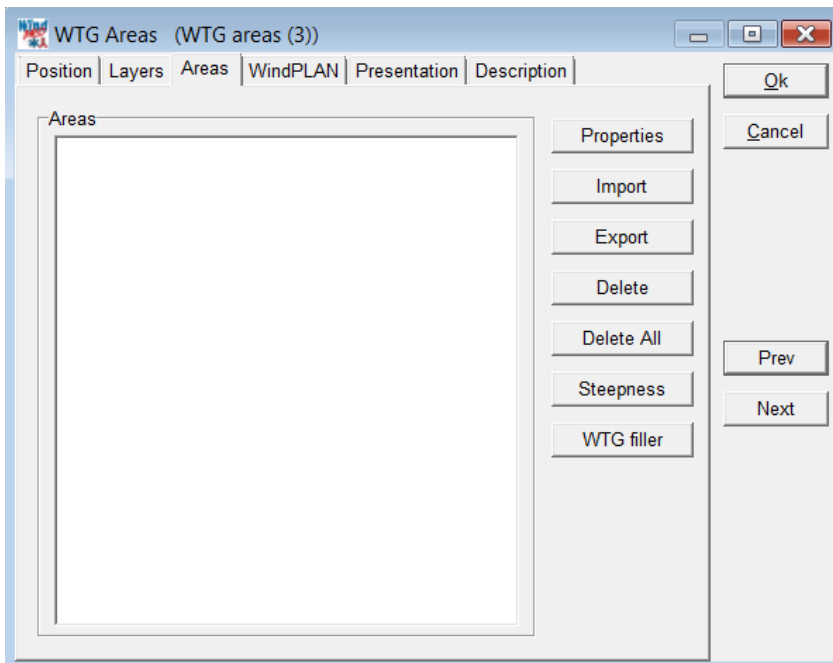 WTG Areas (WTG areas (3))
Position Layers Areas WindPLAN Presentation Description
Ok
Cancel
Areas
Properties
Import
Export
Delete
Delete All
Steepness
WTG filler
Prev
Next